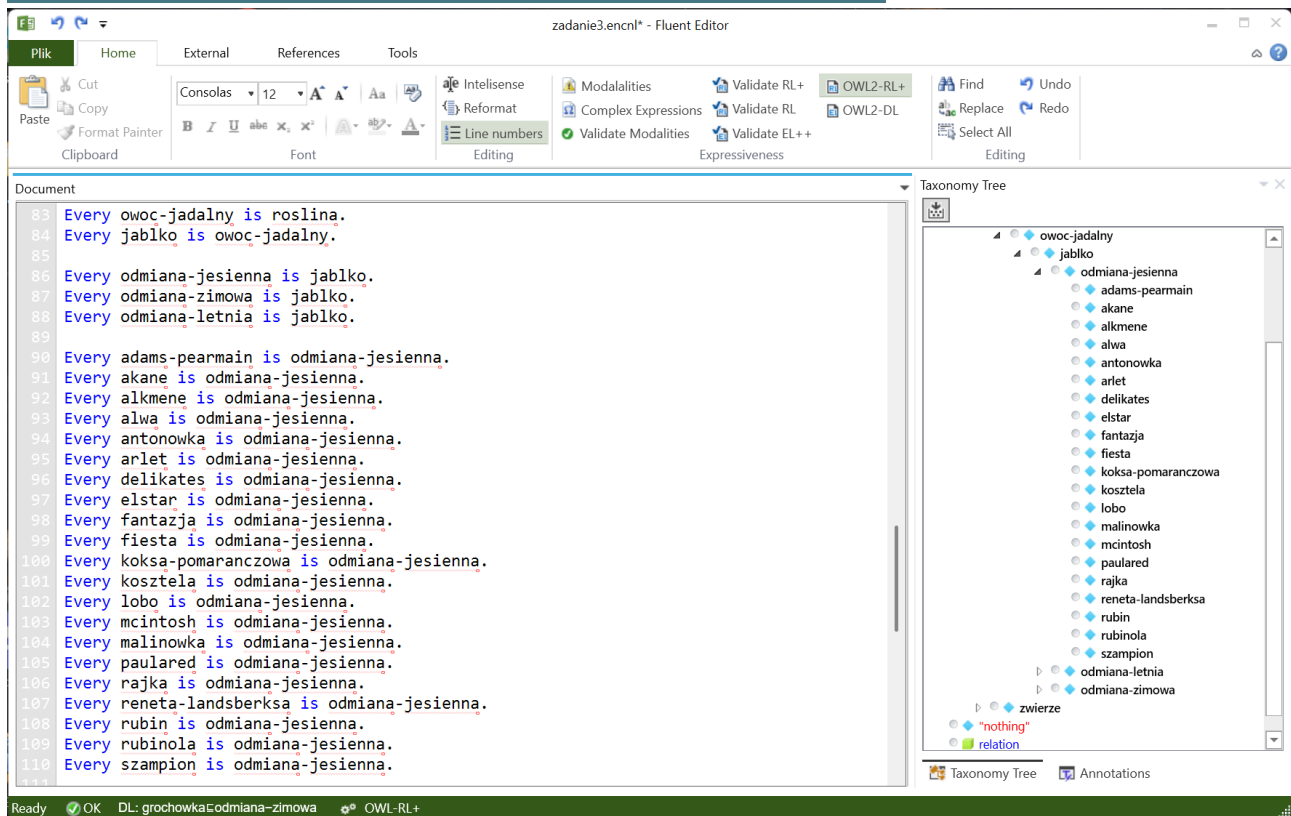 zadanie3.encnl* - Fluent Editor
Plik Home External References Tools
Paste
Cut
Copy
Format Painter
Clipboard
Consolas 12 A A Aa
B I U abc x₂ x² A aby A
Font
Intelisense
Reformat
Line numbers
Editing
Modalities
Complex Expressions
Validate Modalities
Validate RL+
Validate RL
Validate EL++
OWL2-RL+
OWL2-DL
Expressiveness
Find
Replace
Select All
Undo
Redo
Editing
Document
83 Every owoc-jadalny is roslina.
84 Every jablko is owoc-jadalny.
85
86 Every odmiana-jesienna is jablko.
87 Every odmiana-zimowa is jablko.
88 Every odmiana-letnia is jablko.
89
90 Every adams-pearmain is odmiana-jesienna.
91 Every akane is odmiana-jesienna.
92 Every alkmene is odmiana-jesienna.
93 Every alwa is odmiana-jesienna.
94 Every antonowka is odmiana-jesienna.
95 Every arlet is odmiana-jesienna.
96 Every delikates is odmiana-jesienna.
97 Every elstar is odmiana-jesienna.
98 Every fantazja is odmiana-jesienna.
99 Every fiesta is odmiana-jesienna.
100 Every koksa-pomaranczowa is odmiana-jesienna.
101 Every kosztela is odmiana-jesienna.
102 Every lobo is odmiana-jesienna.
103 Every mcintosh is odmiana-jesienna.
104 Every malinowka is odmiana-jesienna.
105 Every paulared is odmiana-jesienna.
106 Every rajka is odmiana-jesienna.
107 Every reneta-landsberksa is odmiana-jesienna.
108 Every rubin is odmiana-jesienna.
109 Every rubinola is odmiana-jesienna.
110 Every szampion is odmiana-jesienna.
111
Taxonomy Tree
owoc-jadalny
jablko
odmiana-jesienna
adams-pearmain
akane
alkmene
alwa
antonowka
arlet
delikates
elstar
fantazja
fiesta
koksa-pomaranczowa
kosztela
lobo
malinowka
mcintosh
paulared
rajka
reneta-landsberksa
rubin
rubinola
szampion
odmiana-letnia
odmiana-zimowa
zwierze
"nothing"
relation
Taxonomy Tree Annotations
Ready OK DL: grochowka⊑odmiana−zimowa OWL-RL+